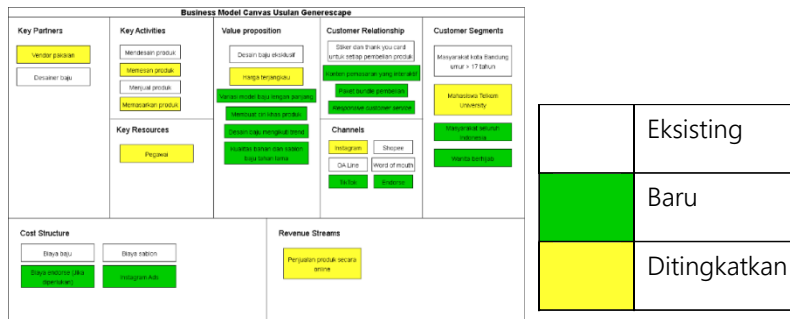 Business Model Canvas Usulan Generescape
Key Partners
Vendor pakaian
Desainer baju
Key Activities
Mendesain produk
Memesan produk
Menjual produk
Memasarkan produk
Key Resources
Pegawai
Value proposition
Desain baju eksklusif
Harga terjangkau
Variasi model baju lengan panjang
Membuat ciri khas produk
Desain baju mengikuti trend
Kualitas bahan dan sablon
baju tahan lama
Customer Relationship
Stiker dan thank you card
untuk setiap pembelian produk
Konten pemasaran yang interaktif
Paket bundle pembelian
Responsive customer service
Channels
Instagram
Shopee
OA Line
Word of mouth
TikTok
Endorse
Customer Segments
Masyarakat kota Bandung
umur + 17 tahun
Mahasiswa Telkom
University
Masyarakat seluruh
Indonesia
Wanita berhijab
Cost Structure
Biaya baju
Biaya sablon
Biaya endorse (Jika
diperlukan)
Instagram Ads
Revenue Streams
Penjualan produk secara
online
Eksisting
Baru
Ditingkatkan